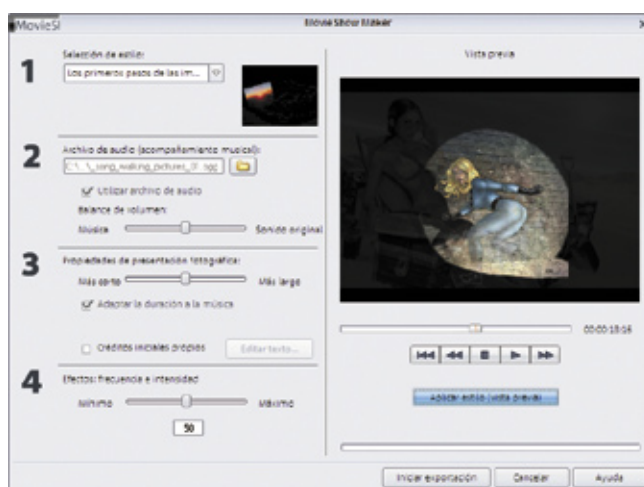 MovieSh
Movie Show Maker
1
Selección de estilo:
Los primeros pasos de las im...
2
Archivo de audio (acompañamiento musical):
C:\...\_song_walking_pictures_01.ogg
Utilizar archivo de audio
Balance de volumen:
Música
Sonido original
3
Propiedades de presentación fotográfica:
Más corto
Más largo
Adaptar la duración a la música
Créditos iniciales propios
Editar texto...
4
Efectos: frecuencia e intensidad
Mínimo
Máximo
50
Vista previa
00:00:18:16
Aplicar estilo (vista previa)
Iniciar exportación
Cancelar
Ayuda